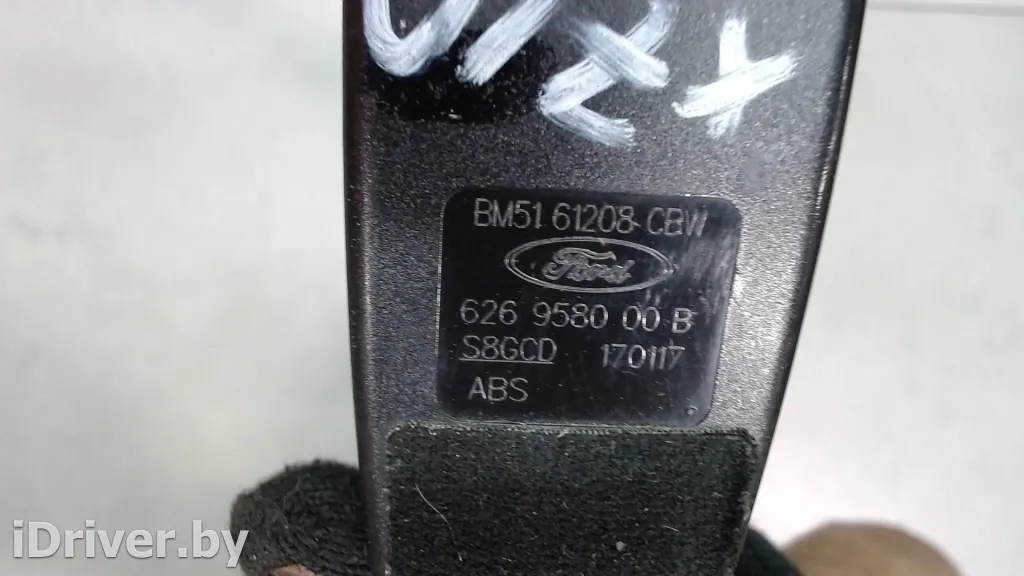 BM51 61208 CBW
Ford
626 9580 00 B
S8GCD 170117
ABS
iDriver.by